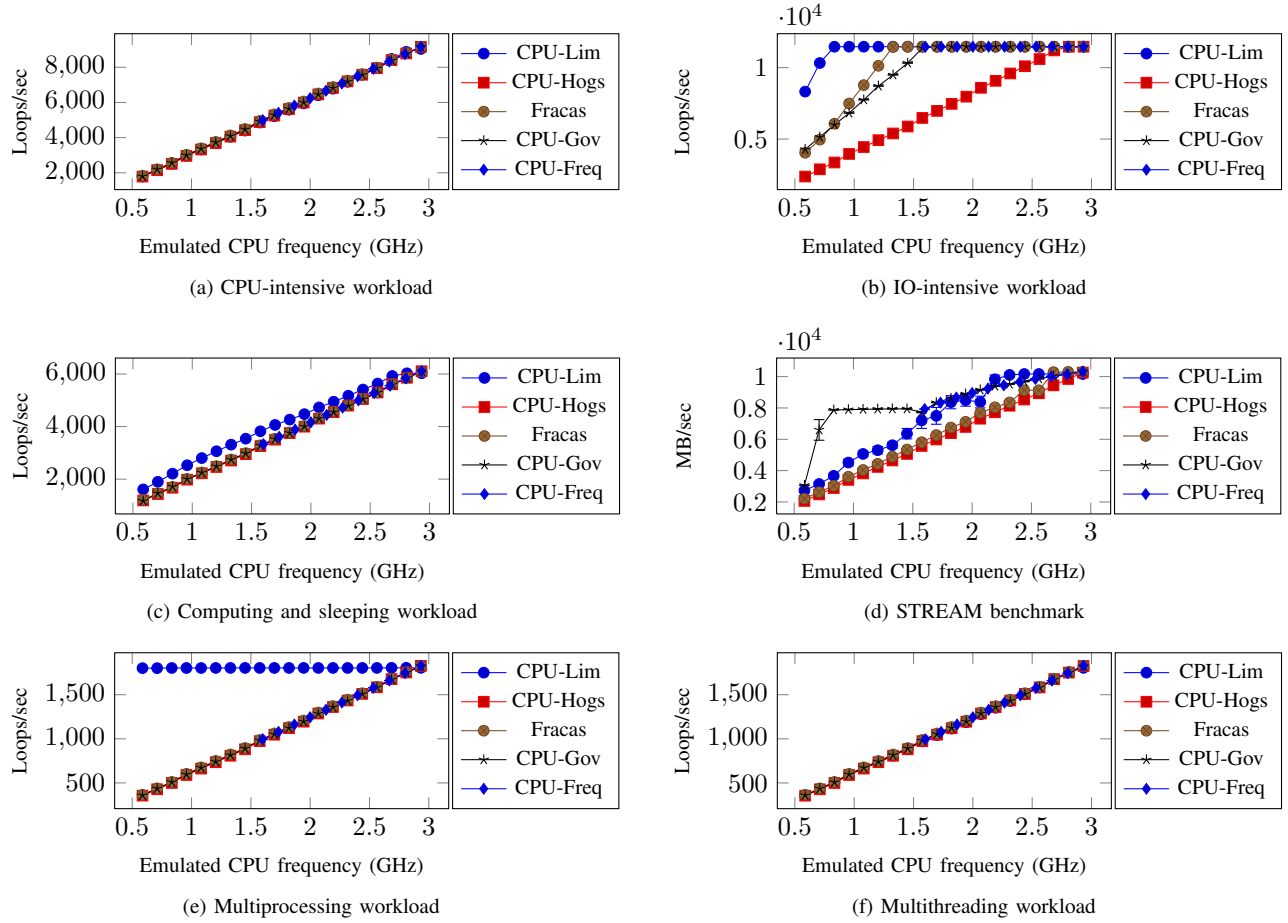 8,000
6,000
4,000
2,000
Loops/sec
0.5 1 1.5 2 2.5 3
Emulated CPU frequency (GHz)
CPU-Lim
CPU-Hogs
Fracas
CPU-Gov
CPU-Freq
(a) CPU-intensive workload
·10⁴
1
0.5
Loops/sec
0.5 1 1.5 2 2.5 3
Emulated CPU frequency (GHz)
CPU-Lim
CPU-Hogs
Fracas
CPU-Gov
CPU-Freq
(b) IO-intensive workload
6,000
4,000
2,000
Loops/sec
0.5 1 1.5 2 2.5 3
Emulated CPU frequency (GHz)
CPU-Lim
CPU-Hogs
Fracas
CPU-Gov
CPU-Freq
(c) Computing and sleeping workload
·10⁴
1
0.8
0.6
0.4
0.2
MB/sec
0.5 1 1.5 2 2.5 3
Emulated CPU frequency (GHz)
CPU-Lim
CPU-Hogs
Fracas
CPU-Gov
CPU-Freq
(d) STREAM benchmark
1,500
1,000
500
Loops/sec
0.5 1 1.5 2 2.5 3
Emulated CPU frequency (GHz)
CPU-Lim
CPU-Hogs
Fracas
CPU-Gov
CPU-Freq
(e) Multiprocessing workload
1,500
1,000
500
Loops/sec
0.5 1 1.5 2 2.5 3
Emulated CPU frequency (GHz)
CPU-Lim
CPU-Hogs
Fracas
CPU-Gov
CPU-Freq
(f) Multithreading workload